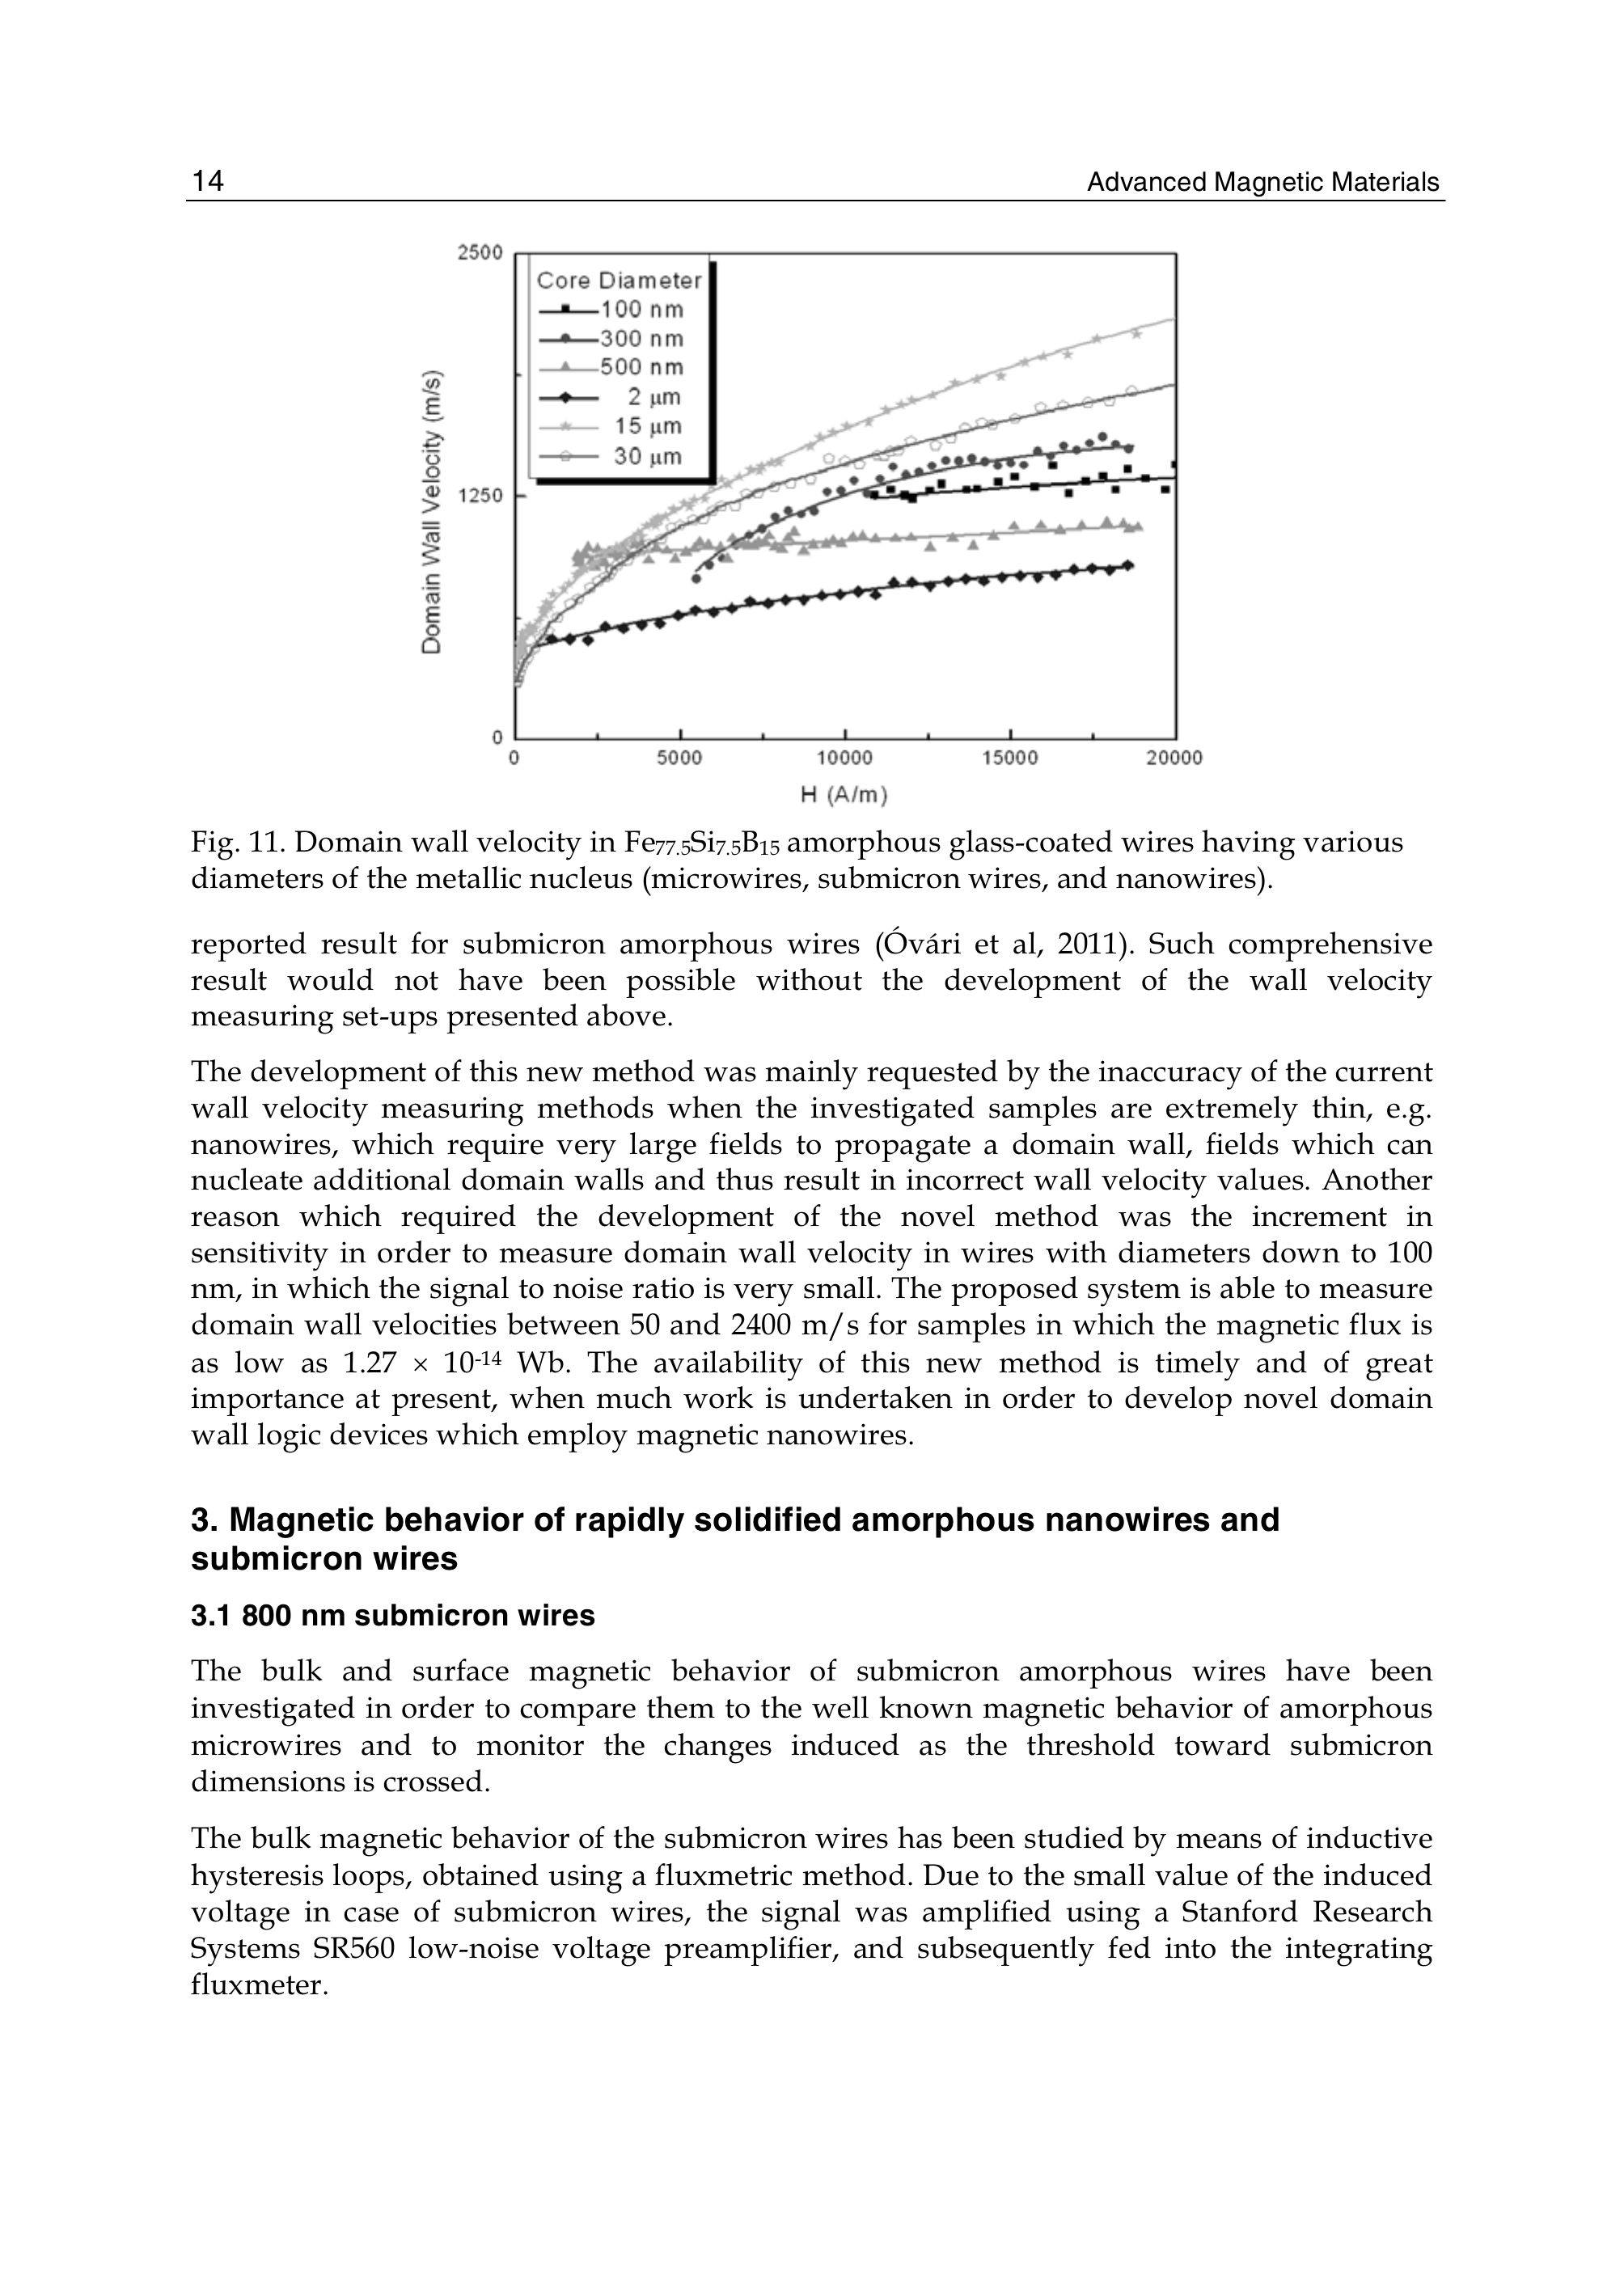 14
Advanced Magnetic Materials
2500
Core Diameter
100 nm
300 nm
500 nm
2 μm
15 μm
30 μm
1250
Domain Wall Velocity (m/s)
0
0 5000 10000 15000 20000
H (A/m)
Fig. 11. Domain wall velocity in Fe77.5Si7.5B15 amorphous glass-coated wires having various
diameters of the metallic nucleus (microwires, submicron wires, and nanowires).
reported result for submicron amorphous wires (Óvári et al, 2011). Such comprehensive
result would not have been possible without the development of the wall velocity
measuring set-ups presented above.
The development of this new method was mainly requested by the inaccuracy of the current
wall velocity measuring methods when the investigated samples are extremely thin, e.g.
nanowires, which require very large fields to propagate a domain wall, fields which can
nucleate additional domain walls and thus result in incorrect wall velocity values. Another
reason which required the development of the novel method was the increment in
sensitivity in order to measure domain wall velocity in wires with diameters down to 100
nm, in which the signal to noise ratio is very small. The proposed system is able to measure
domain wall velocities between 50 and 2400 m/s for samples in which the magnetic flux is
as low as 1.27 × 10-14 Wb. The availability of this new method is timely and of great
importance at present, when much work is undertaken in order to develop novel domain
wall logic devices which employ magnetic nanowires.
3. Magnetic behavior of rapidly solidified amorphous nanowires and
submicron wires
3.1 800 nm submicron wires
The bulk and surface magnetic behavior of submicron amorphous wires have been
investigated in order to compare them to the well known magnetic behavior of amorphous
microwires and to monitor the changes induced as the threshold toward submicron
dimensions is crossed.
The bulk magnetic behavior of the submicron wires has been studied by means of inductive
hysteresis loops, obtained using a fluxmetric method. Due to the small value of the induced
voltage in case of submicron wires, the signal was amplified using a Stanford Research
Systems SR560 low-noise voltage preamplifier, and subsequently fed into the integrating
fluxmeter.